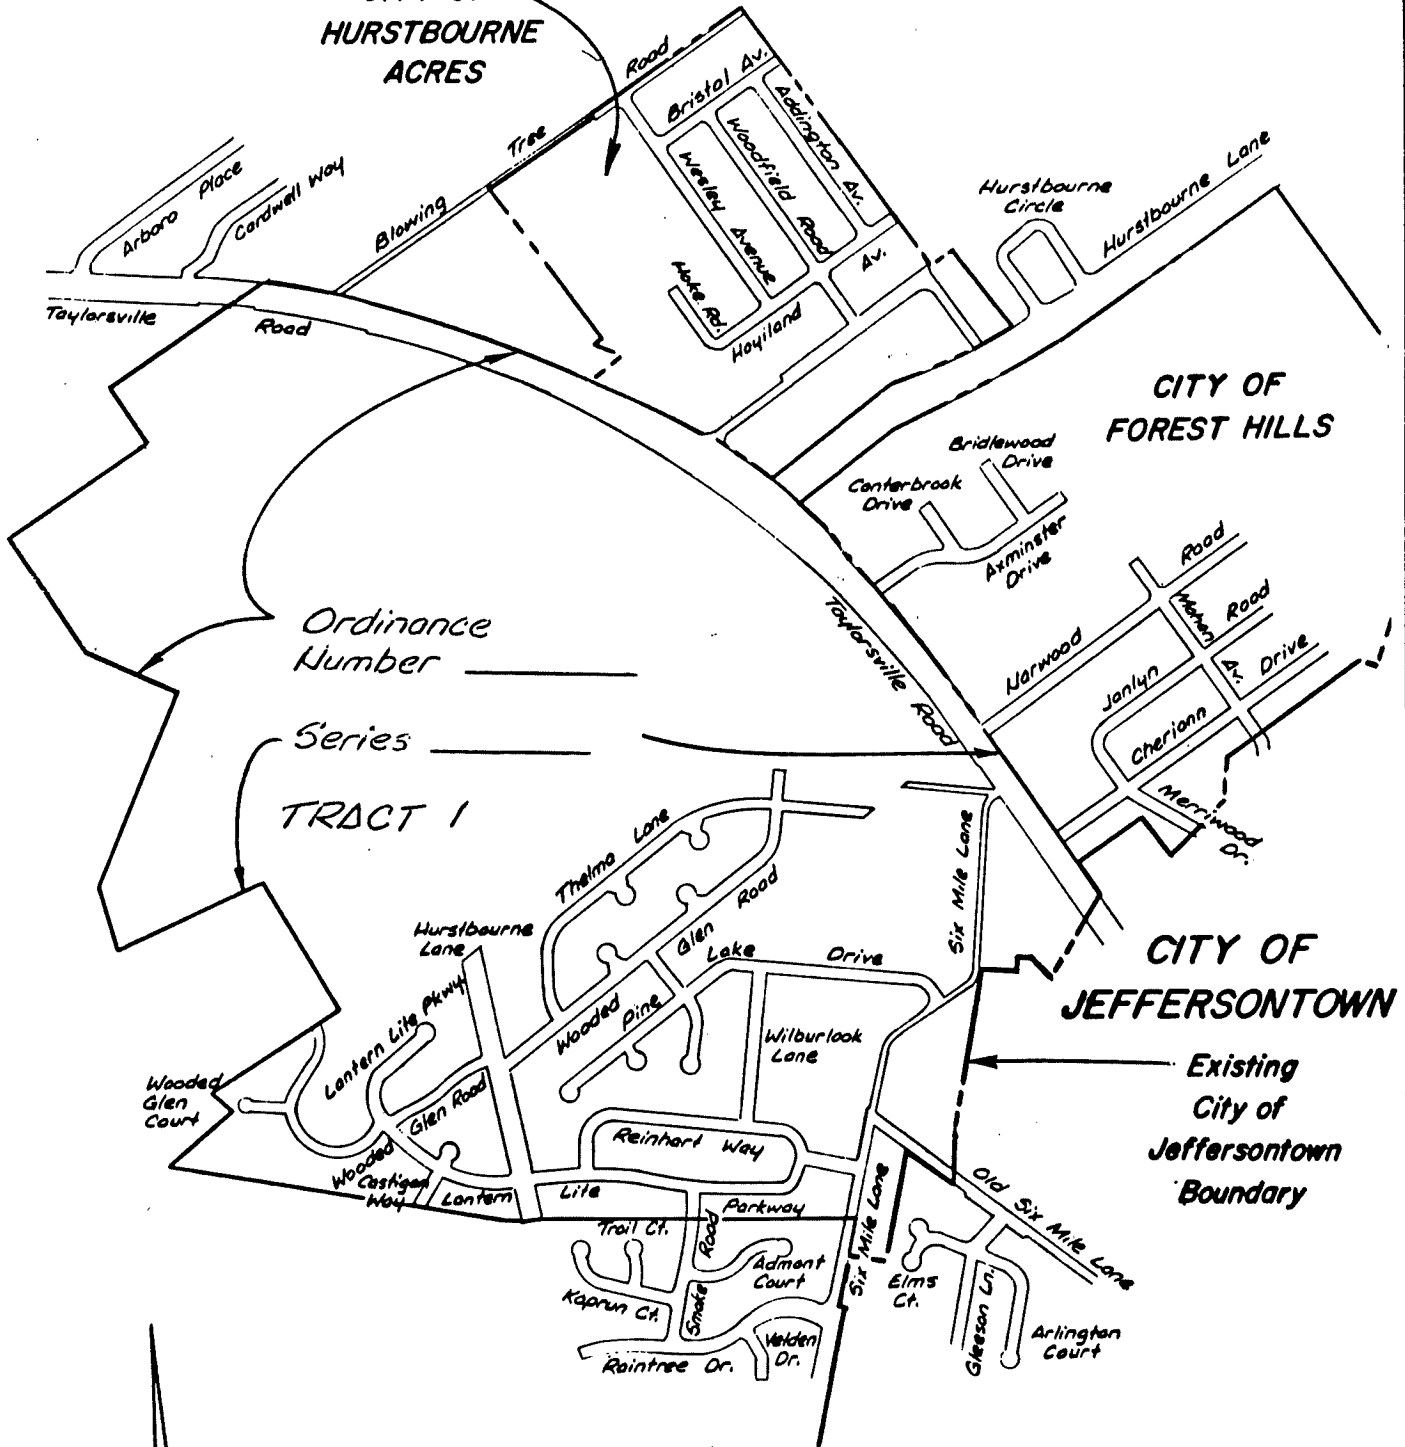 HURSTBOURNE
ACRES
Road
Bristol Av.
Addington Av.
Woodfield Road
Wesley Avenue
Tree
Blowing
Arboro Place
Cardwell Way
Hoke Rd.
Hoyiland
Av.
Hurstbourne
Circle
Hurstbourne Lane
Taylorsville
Road
CITY OF
FOREST HILLS
Bridlewood
Drive
Canterbrook
Drive
Axminster
Drive
Road
Mahan
Av.
Road
Narwood
Janlyn
Drive
Cheriann
Merriwood
Dr.
Taylorsville Road
Ordinance
Number
Series
TRACT 1
Thelma Lane
Six Mile Lane
Road
Glen
Hurstbourne
Lane
Lake
Drive
CITY OF
JEFFERSONTOWN
Lantern Lite Pkwy.
Wooded
Pine
Wilburlook
Lane
Existing
City of
Jeffersontown
Boundary
Wooded
Glen
Court
Glen Road
Wooded
Reinhart Way
Castigan
Way
Lantern
Lite
Parkway
Old Six Mile Lane
Six Mile Lane
Trail Ct.
Road
Smoke
Admont
Court
Kaprun Ct.
Elms
Ct.
Gleeson Ln.
Arlington
Court
Velden
Dr.
Raintree Dr.